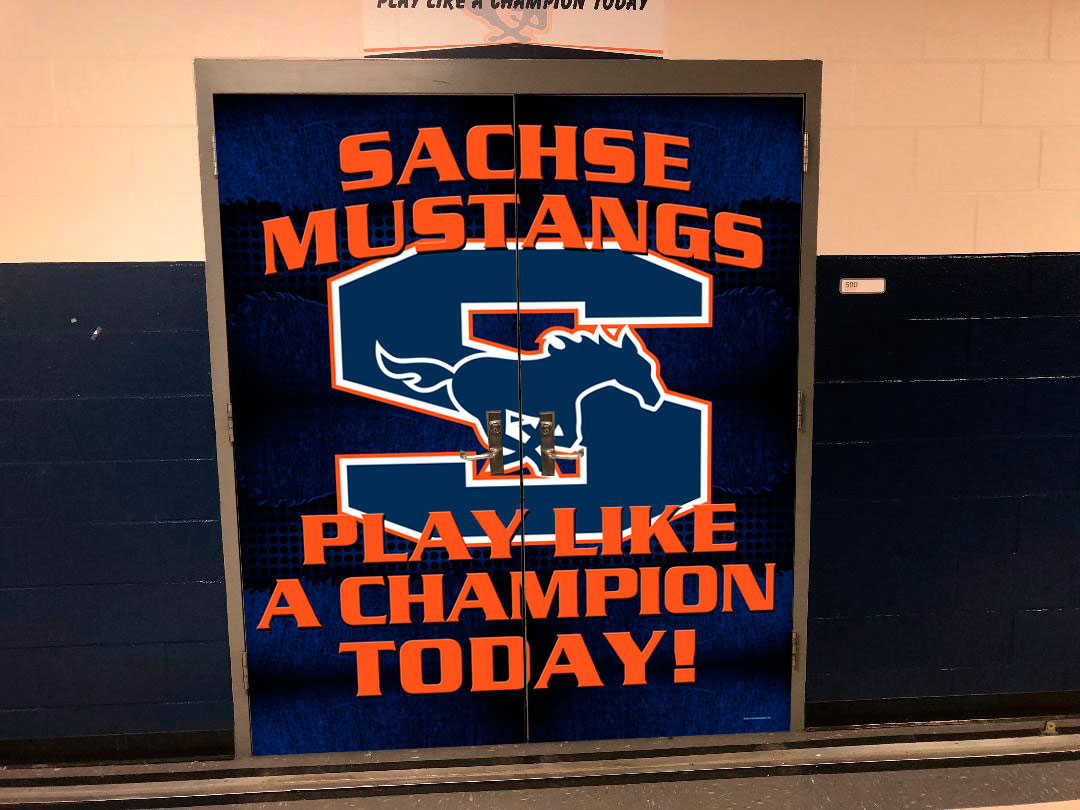 PLAY LIKE A CHAMPION TODAY
SACHSE
MUSTANGS
500
S
PLAY LIKE
A CHAMPION
TODAY!